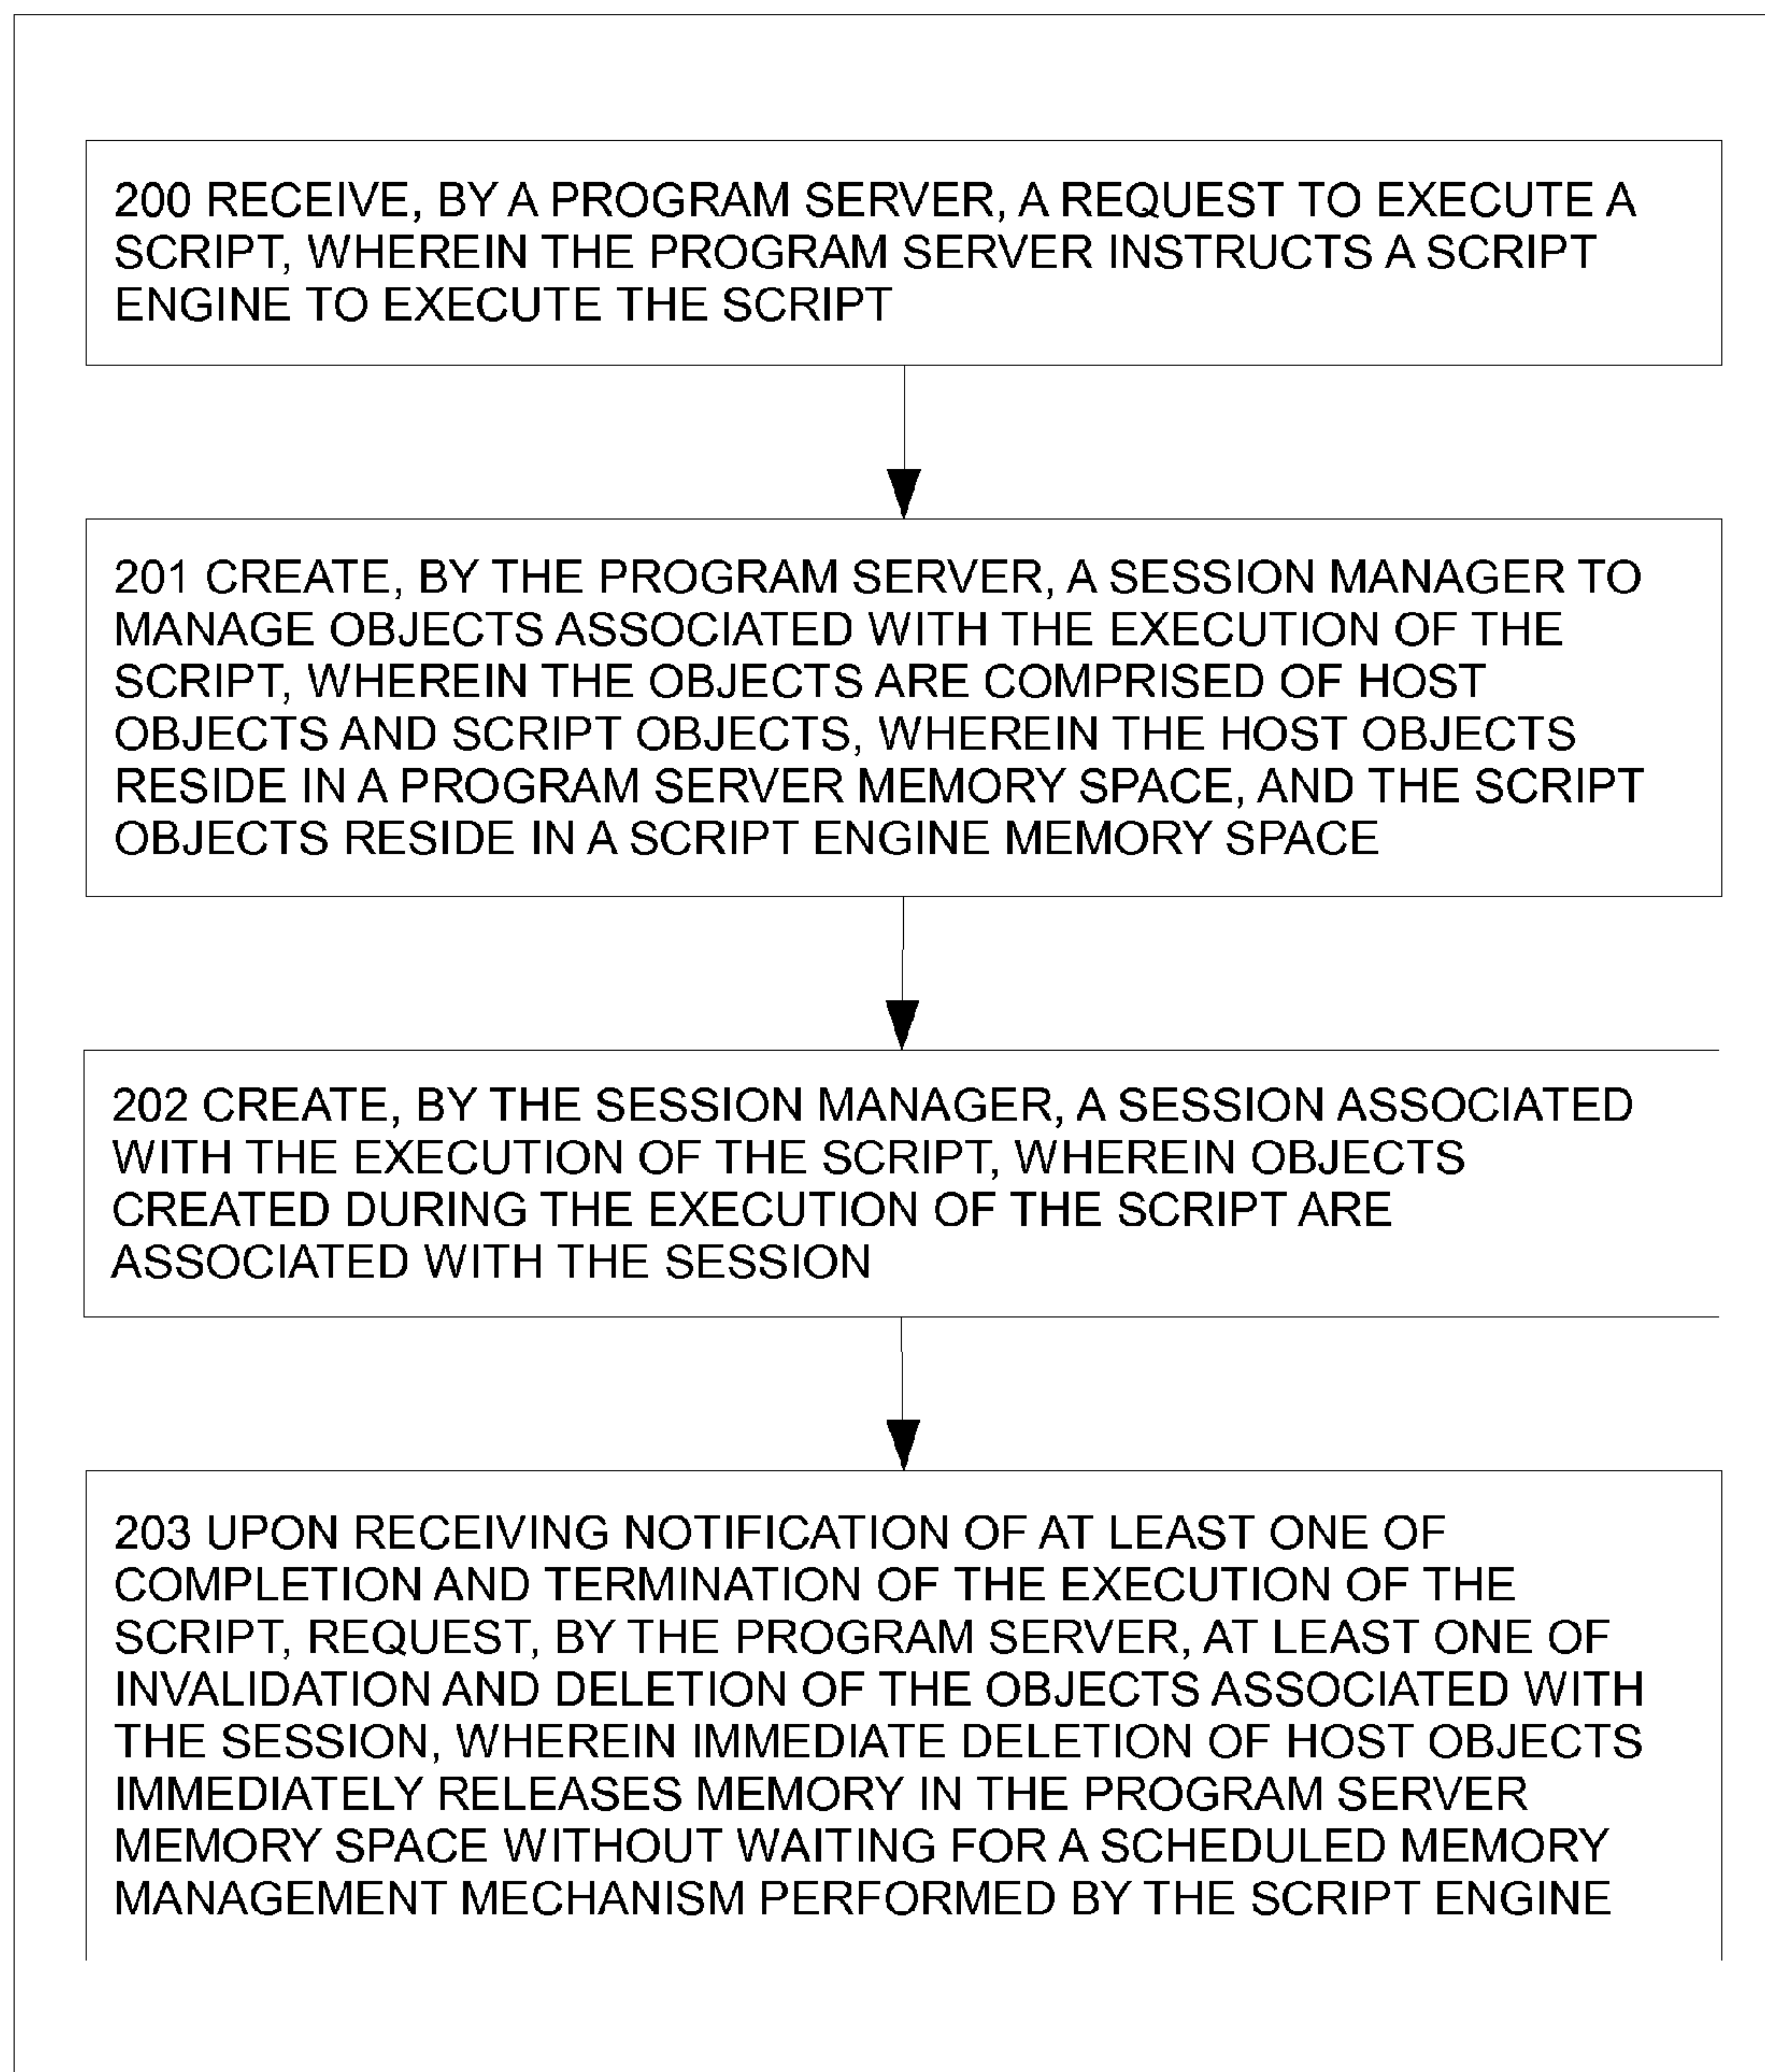 200 RECEIVE, BY A PROGRAM SERVER, A REQUEST TO EXECUTE A
SCRIPT, WHEREIN THE PROGRAM SERVER INSTRUCTS A SCRIPT
ENGINE TO EXECUTE THE SCRIPT
201 CREATE, BY THE PROGRAM SERVER, A SESSION MANAGER TO
MANAGE OBJECTS ASSOCIATED WITH THE EXECUTION OF THE
SCRIPT, WHEREIN THE OBJECTS ARE COMPRISED OF HOST
OBJECTS AND SCRIPT OBJECTS, WHEREIN THE HOST OBJECTS
RESIDE IN A PROGRAM SERVER MEMORY SPACE, AND THE SCRIPT
OBJECTS RESIDE IN A SCRIPT ENGINE MEMORY SPACE
202 CREATE, BY THE SESSION MANAGER, A SESSION ASSOCIATED
WITH THE EXECUTION OF THE SCRIPT, WHEREIN OBJECTS
CREATED DURING THE EXECUTION OF THE SCRIPT ARE
ASSOCIATED WITH THE SESSION
203 UPON RECEIVING NOTIFICATION OF AT LEAST ONE OF
COMPLETION AND TERMINATION OF THE EXECUTION OF THE
SCRIPT, REQUEST, BY THE PROGRAM SERVER, AT LEAST ONE OF
INVALIDATION AND DELETION OF THE OBJECTS ASSOCIATED WITH
THE SESSION, WHEREIN IMMEDIATE DELETION OF HOST OBJECTS
IMMEDIATELY RELEASES MEMORY IN THE PROGRAM SERVER
MEMORY SPACE WITHOUT WAITING FOR A SCHEDULED MEMORY
MANAGEMENT MECHANISM PERFORMED BY THE SCRIPT ENGINE